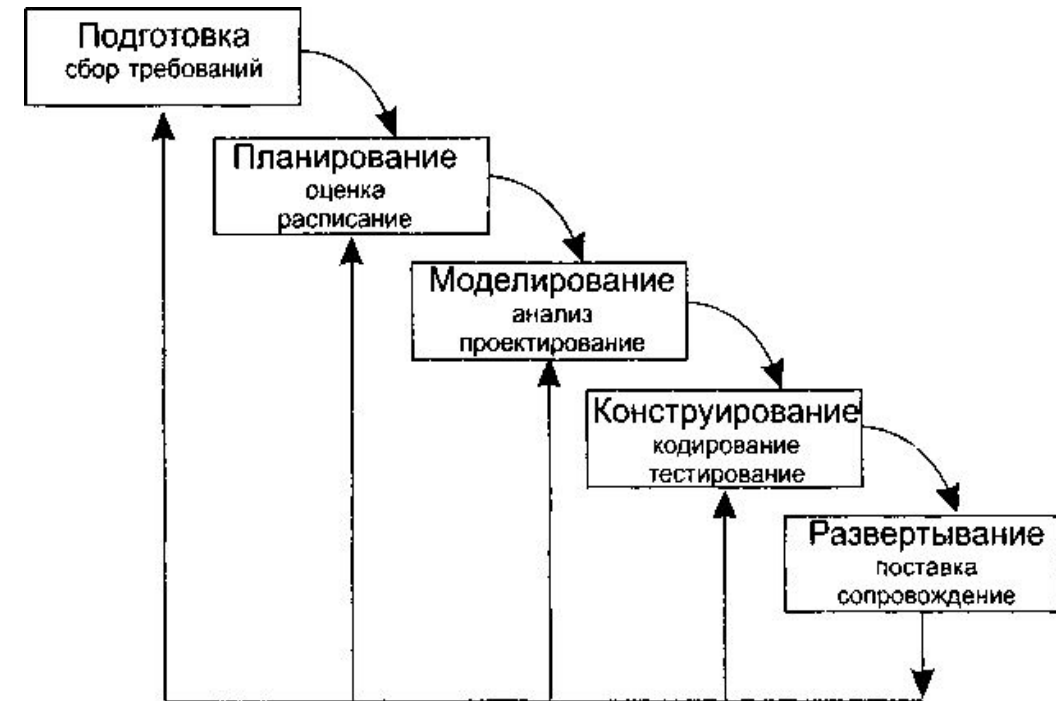 Подготовка
сбор требований
Планирование
оценка
расписание
Моделирование
анализ
проектирование
Конструирование
кодирование
тестирование
Развертывание
поставка
сопровождение